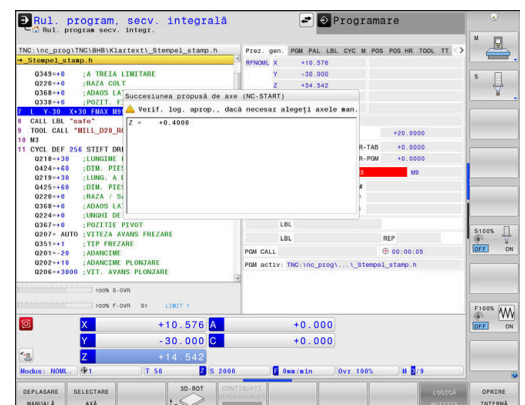 Rul. program, secv. integrală
Rul. program secv. integr.
Programare
TNC:\nc_prog\TNC\BHB\Klartext\_Stempel_stamp.h
→_Stempel_stamp.h
Q349=+0 ;A TREIA LIMITARE
Q220=+0 ;RAZA COLT
Q368=+0 ;ADAOS LA
Q338=+0 ;POZIT. F
7 L Y-30 X+30 FMAX M9
8 CALL LBL "safe"
9 TOOL CALL "MILL_D20_RO
10 M3
11 CYCL DEF 256 STIFT DR
Q218=+30 ;LUNGIME
Q424=+60 ;DIM. PIES
Q219=+30 ;LUNG. A
Q425=+60 ;DIM. PIES
Q220=+0 ;RAZA / SA
Q368=+0 ;ADAOS LA
Q224=+0 ;UNGHI DE
Q367=+0 ;POZITIE PIVOT
Q207= AUTO ;VITEZA AVANS FREZARE
Q351=+1 ;TIP FREZARE
Q201=-20 ;ADANCIME
Q202=+10 ;ADANCIME PLONJARE
Q206=+3000 ;VIT. AVANS PLONJARE
Prez. gen. PGM PAL LBL CYC M POS POS HR TOOL TT
RFNOML X +10.576
Y -30.000
Z +34.542
Succesiunea propusă de axe (NC-START)
Verif. log. aprop., dacă necesar alegeți axele man.
Z = +0.4000
+20.0000
R-TAB +0.0000
R-PGM +0.0000
M9
LBL
LBL REP
PGM CALL 00:00:05
PGM activ: TNC:\nc_prog\...\_Stempel_stamp.h
100% S-OVR
100% F-OVR S1 LIMIT 1
X +10.576 A +0.000
Y -30.000 C +0.000
Z +14.542
Modus: NOML. 1 T 50 Z S 2000 F 0mm/min Ovr 100% M 3/9
M
S
S100%
OFF ON
F100%
OFF ON
DEPLASARE MANUALĂ
SELECTARE AXĂ
3D-ROT
LOGICĂ
OPRIRE INTERNĂ